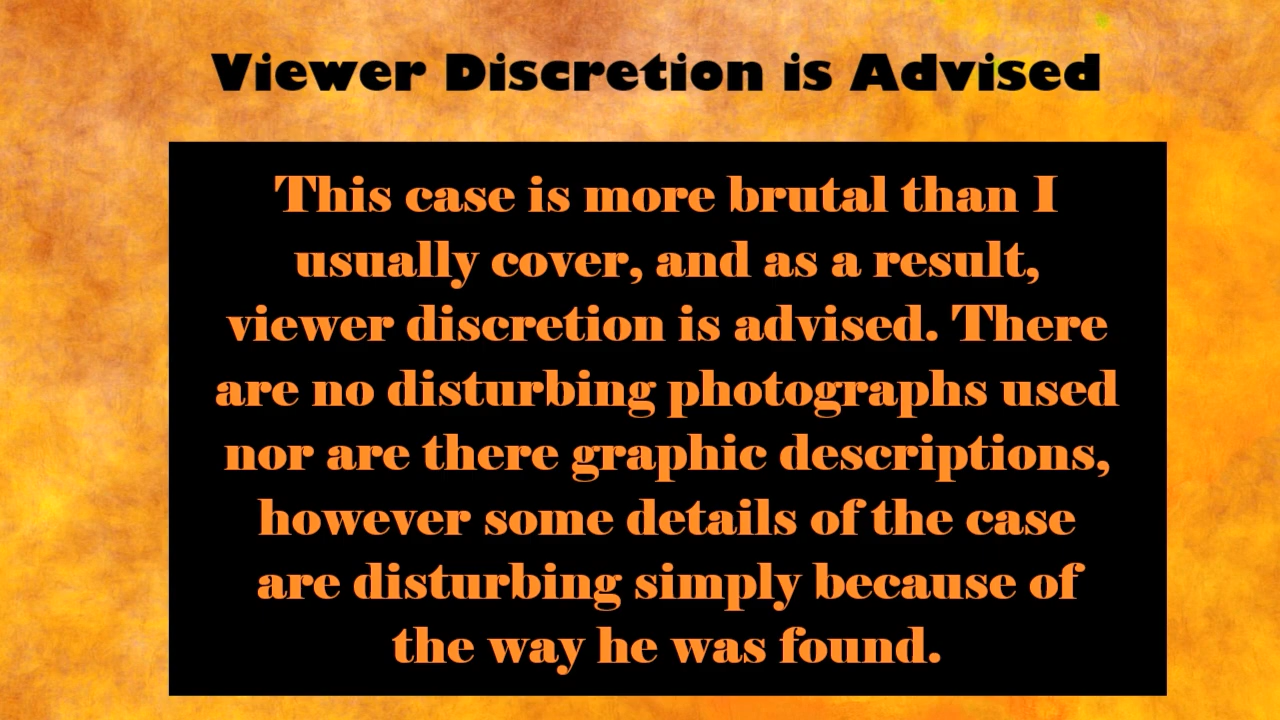 Viewer Discretion is Advised
This case is more brutal than I
usually cover, and as a result,
viewer discretion is advised. There
are no disturbing photographs used
nor are there graphic descriptions,
however some details of the case
are disturbing simply because of
the way he was found.